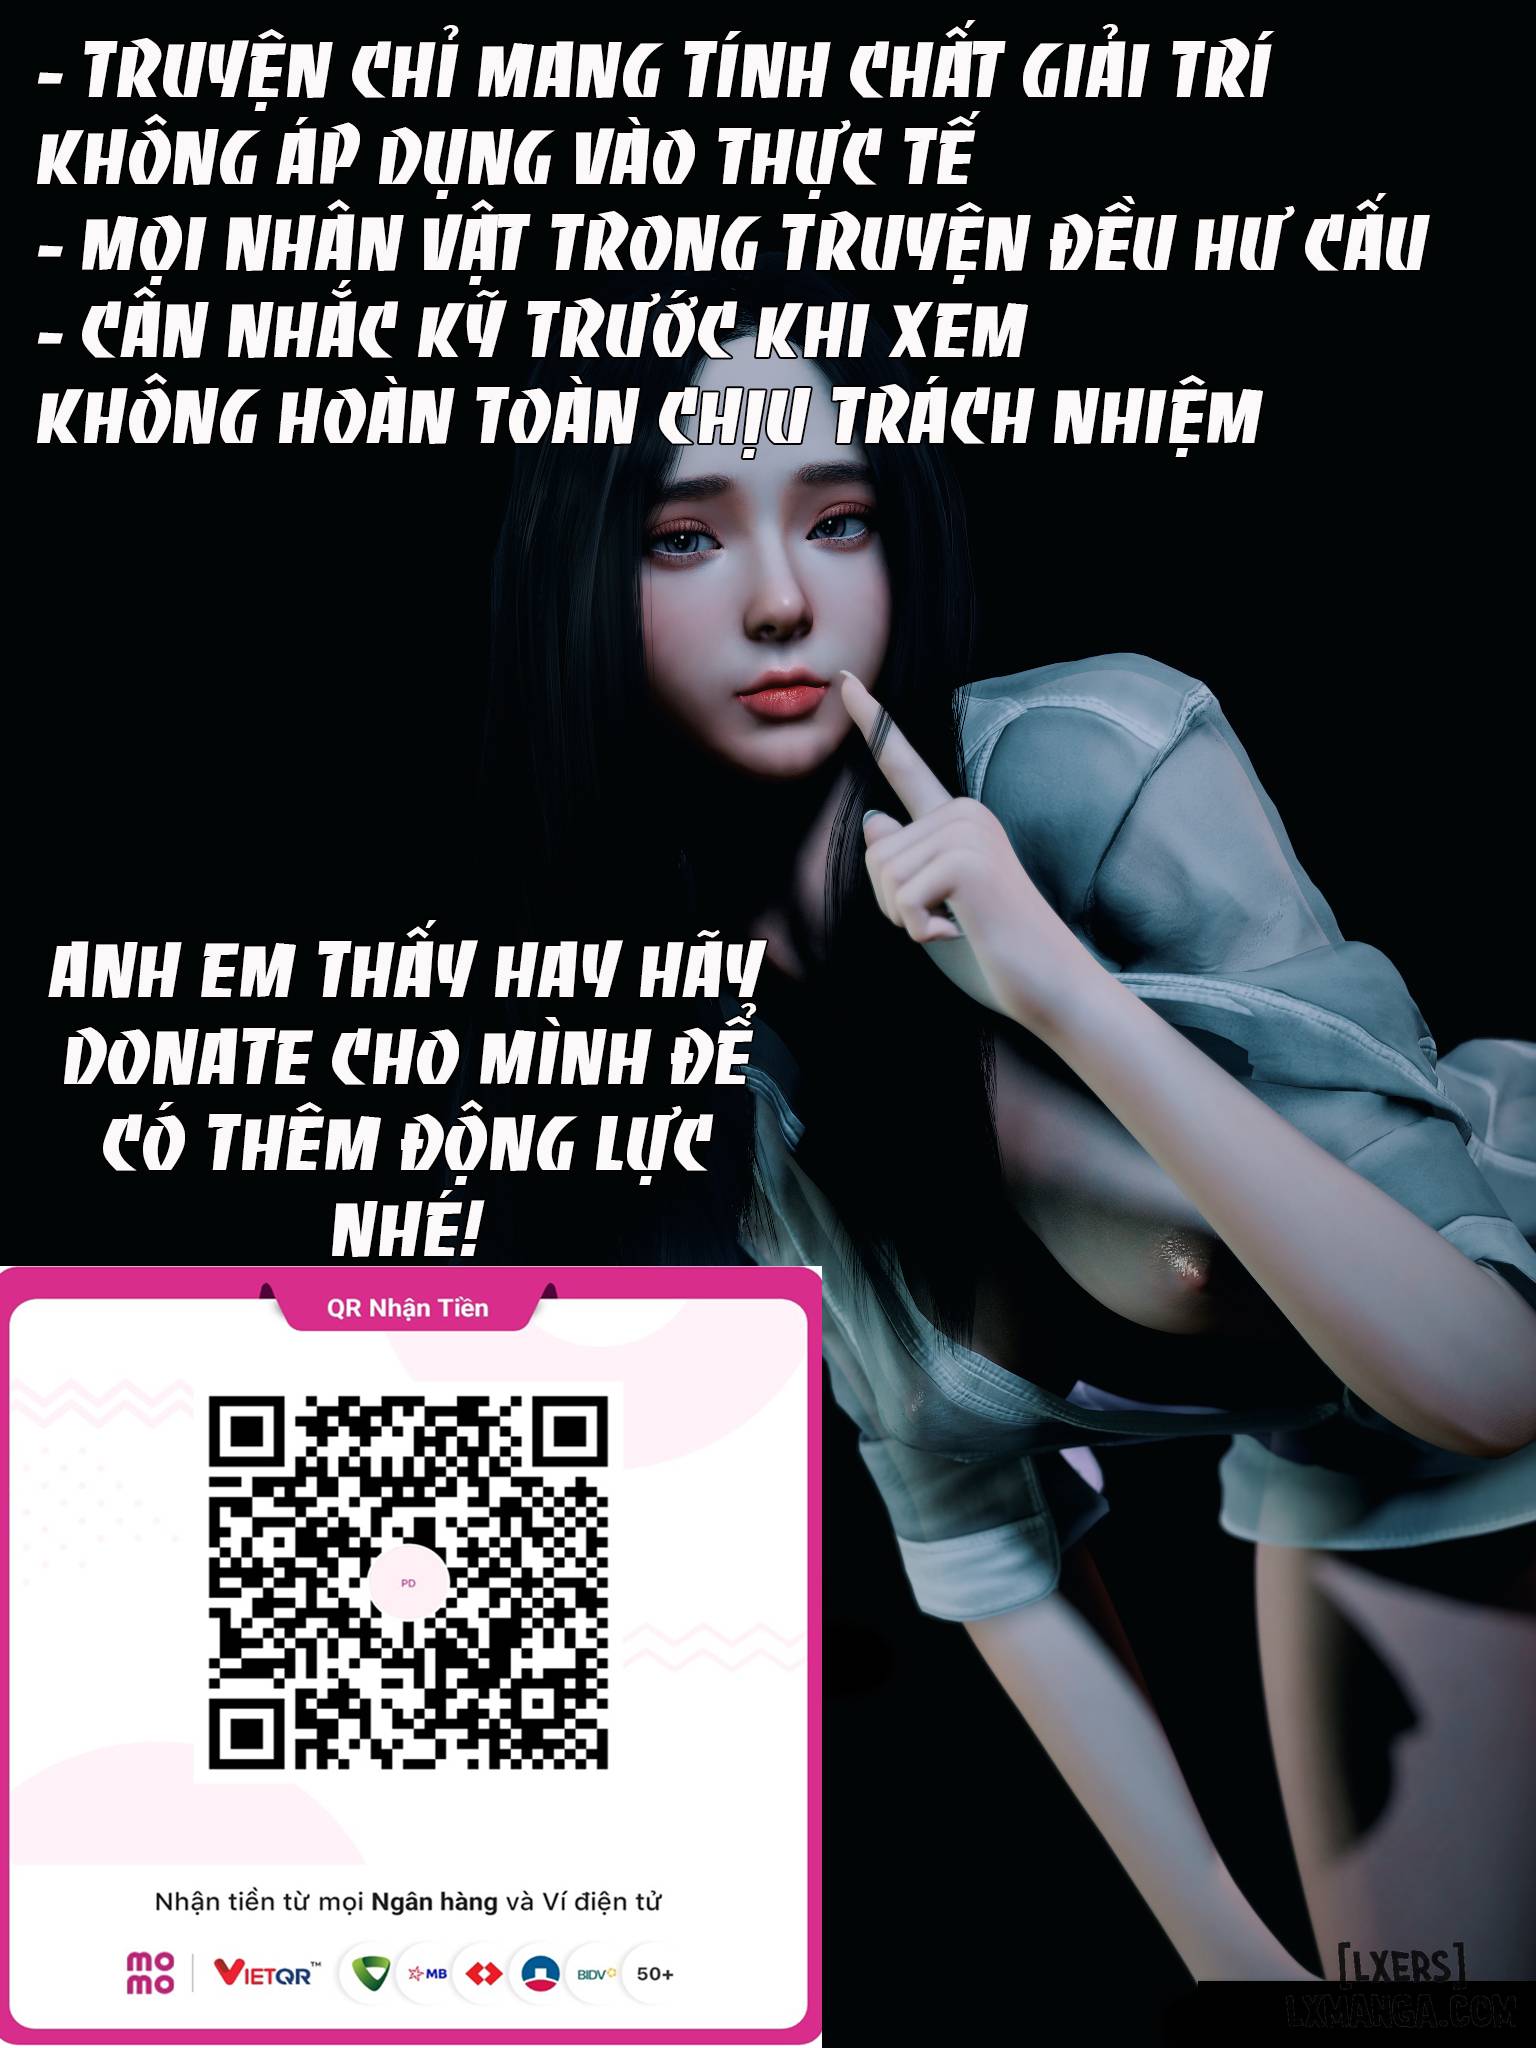 - TRUYỆN CHỈ MANG TÍNH CHẤT GIẢI TRÍ
KHÔNG ÁP DỤNG VÀO THỰC TẾ
- MỌI NHÂN VẬT TRONG TRUYỆN ĐỀU HƯ CẤU
- CÂN NHẮC KỸ TRƯỚC KHI XEM
KHÔNG HOÀN TOÀN CHỊU TRÁCH NHIỆM
ANH EM THẤY HAY HÃY
DONATE CHO MÌNH ĐỂ
CÓ THÊM ĐỘNG LỰC
NHÉ!
QR Nhận Tiền
PD
Nhận tiền từ mọi Ngân hàng và Ví điện tử
mo
mo
VIETQR™
MB
BIDV
50+
[LXERS]
LXMANGA.COM